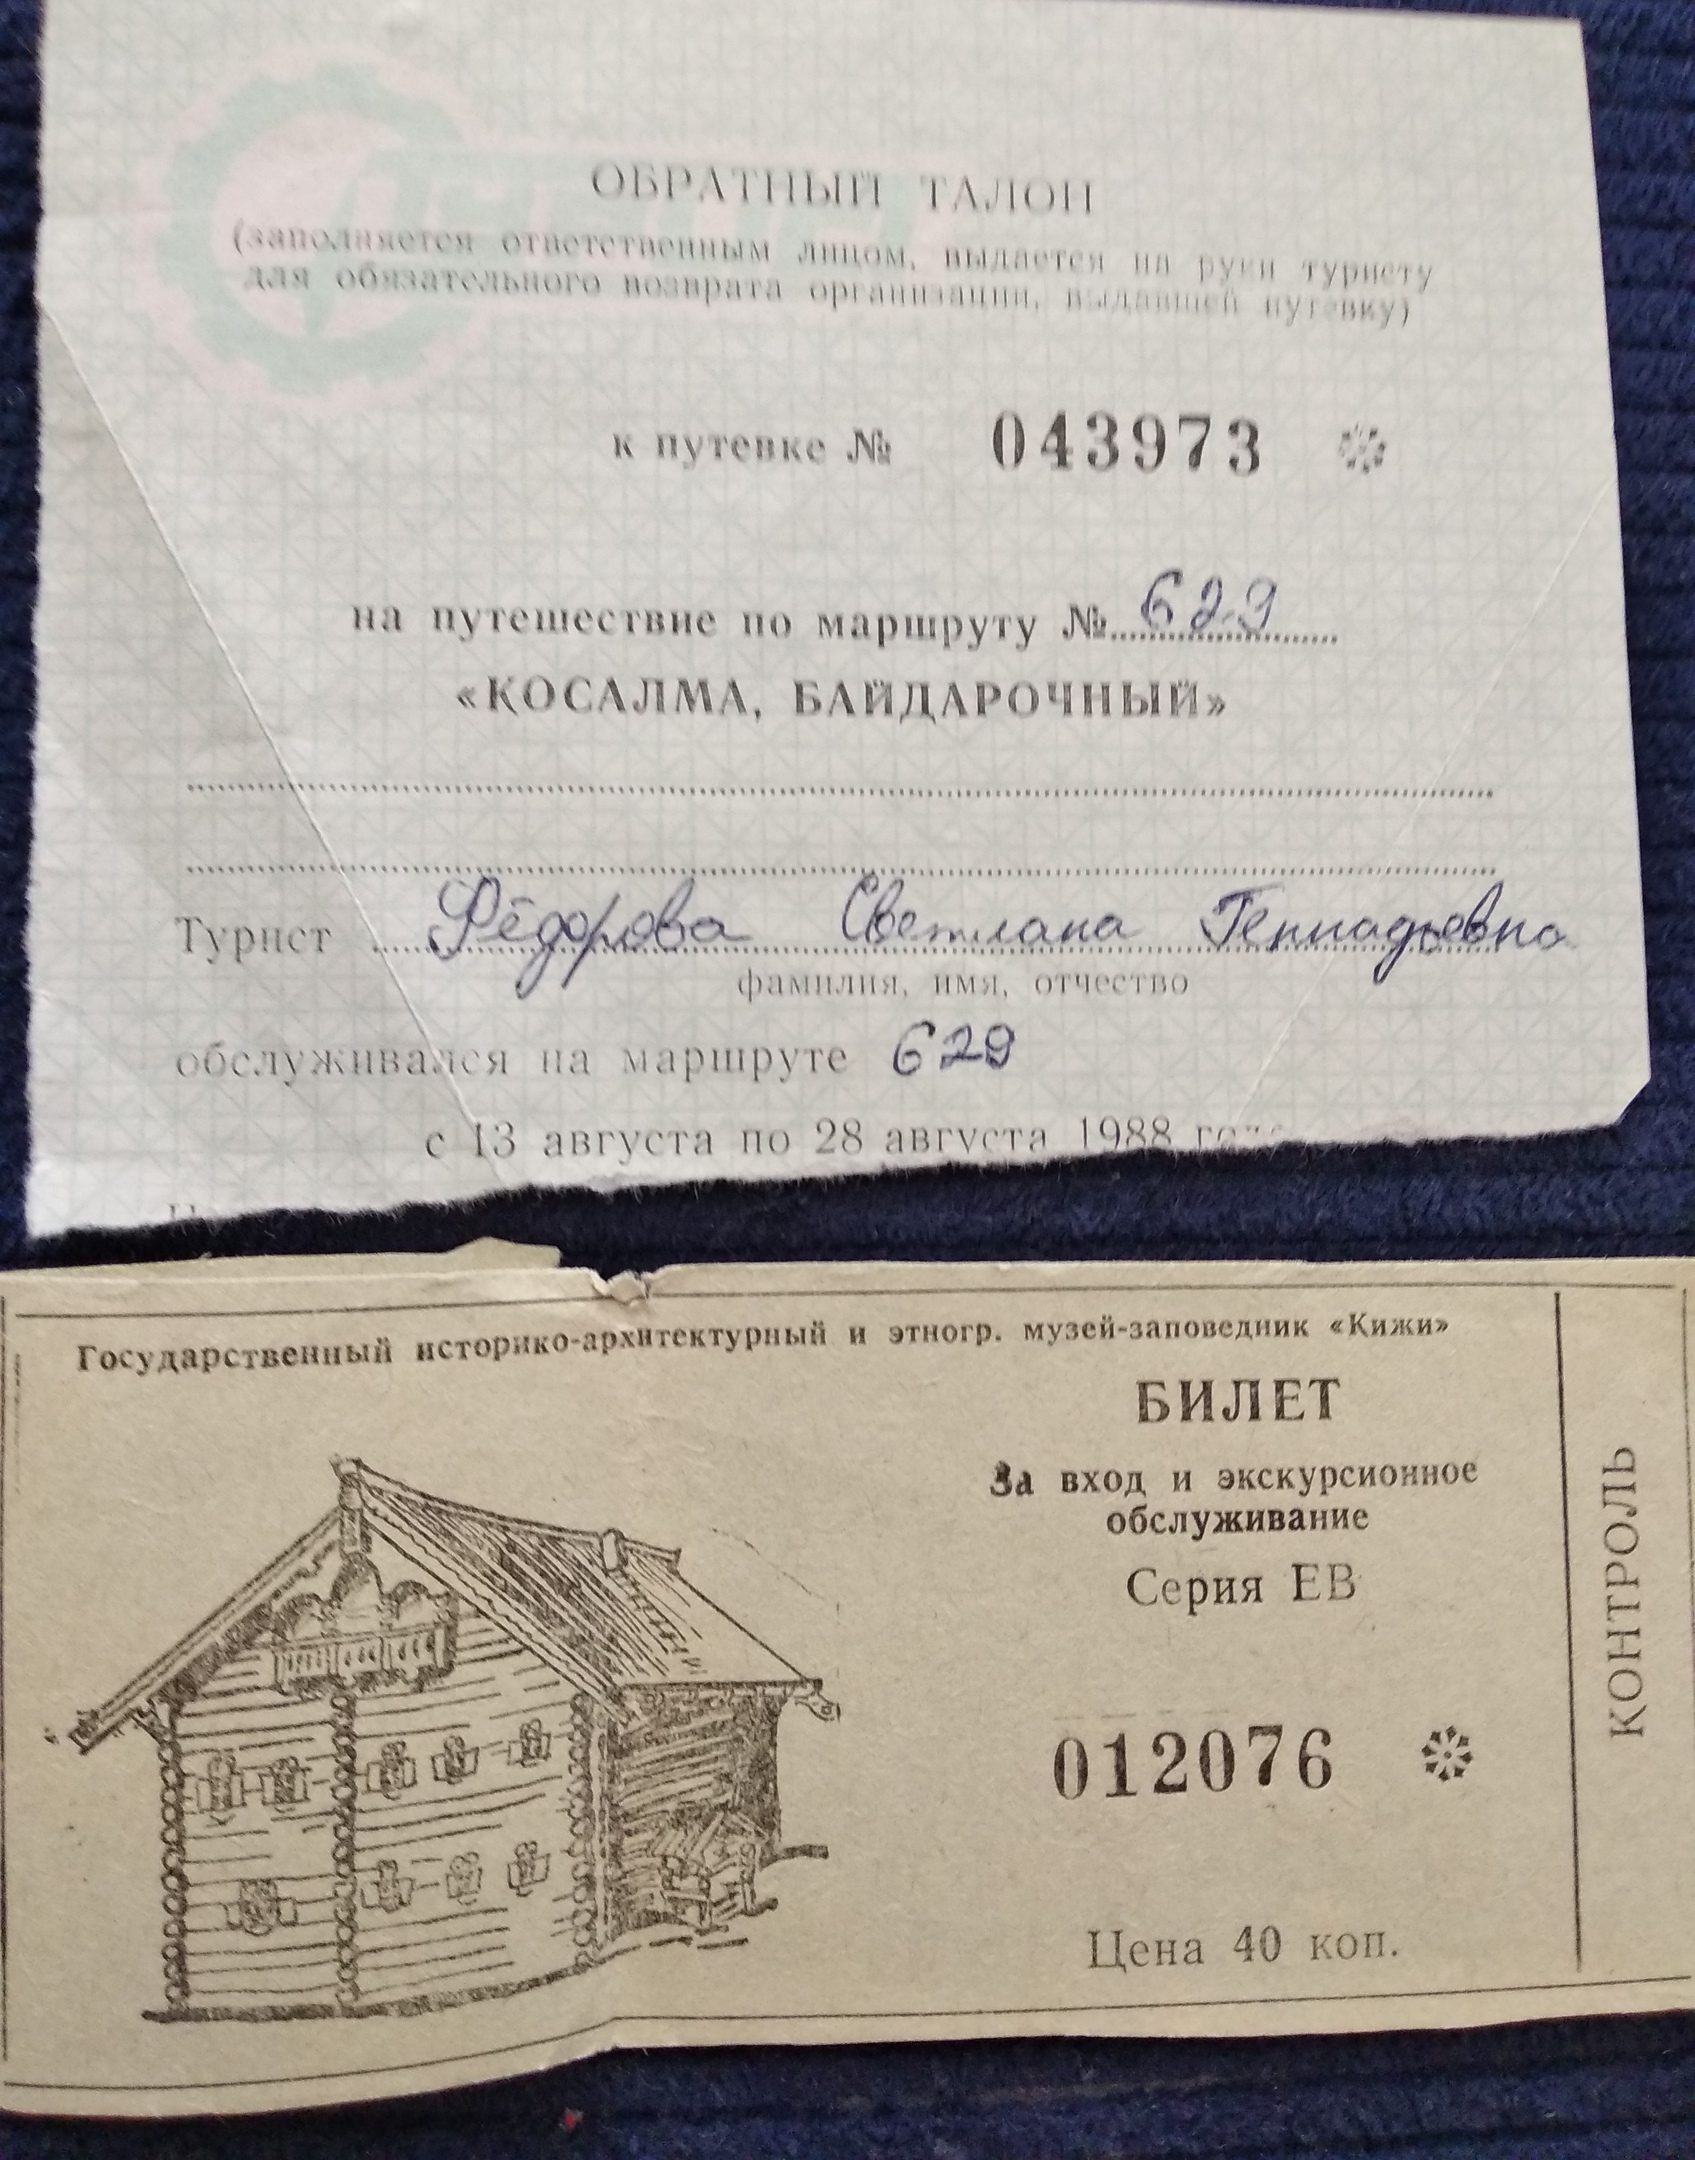 ОБРАТНЫЙ ТАЛОН
(заполняется ответственным лицом, выдается на руки туристу
для обязательного возврата организации, выдавшей путевку)
к путевке № 043973
на путешествие по маршруту № 629
«КОСАЛМА, БАЙДАРОЧНЫЙ»
Турист Фёдорова Светлана Геннадьевна
фамилия, имя, отчество
обслуживался на маршруте 629
с 13 августа по 28 августа 1988
Государственный историко-архитектурный и этногр. музей-заповедник «Кижи»
БИЛЕТ
За вход и экскурсионное
обслуживание
Серия ЕВ
012076
Цена 40 коп.
КОНТРОЛЬ